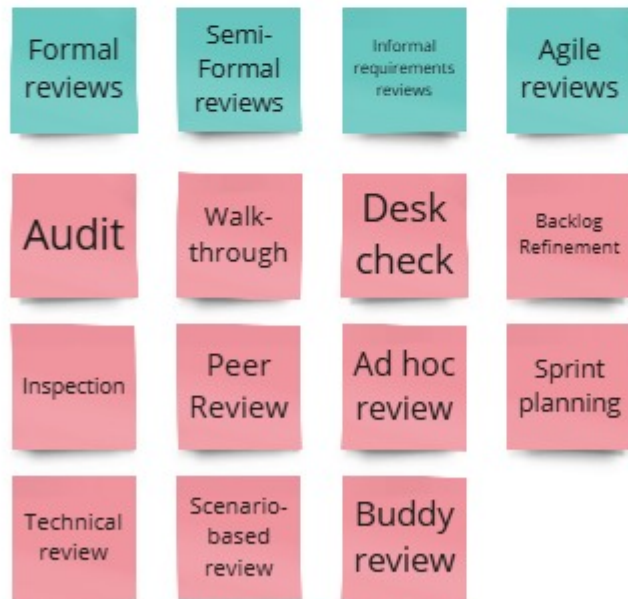 Formal
reviews
Semi-
Formal
reviews
Informal
requirements
reviews
Agile
reviews
Audit
Walk-
through
Desk
check
Backlog
Refinement
Inspection
Peer
Review
Ad hoc
review
Sprint
planning
Technical
review
Scenario-
based
review
Buddy
review